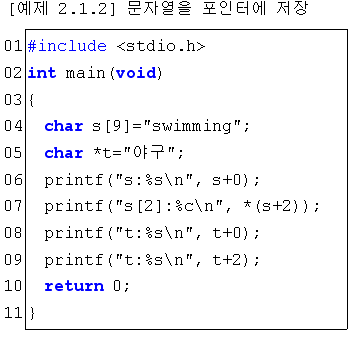 [예제 2.1.2] 문자열을 포인터에 저장
01 #include <stdio.h>
02 int main(void)
03 {
04 char s[9]="swimming";
05 char *t="야구";
06 printf("s:%s\n", s+0);
07 printf("s[2]:%c\n", *(s+2));
08 printf("t:%s\n", t+0);
09 printf("t:%s\n", t+2);
10 return 0;
11 }